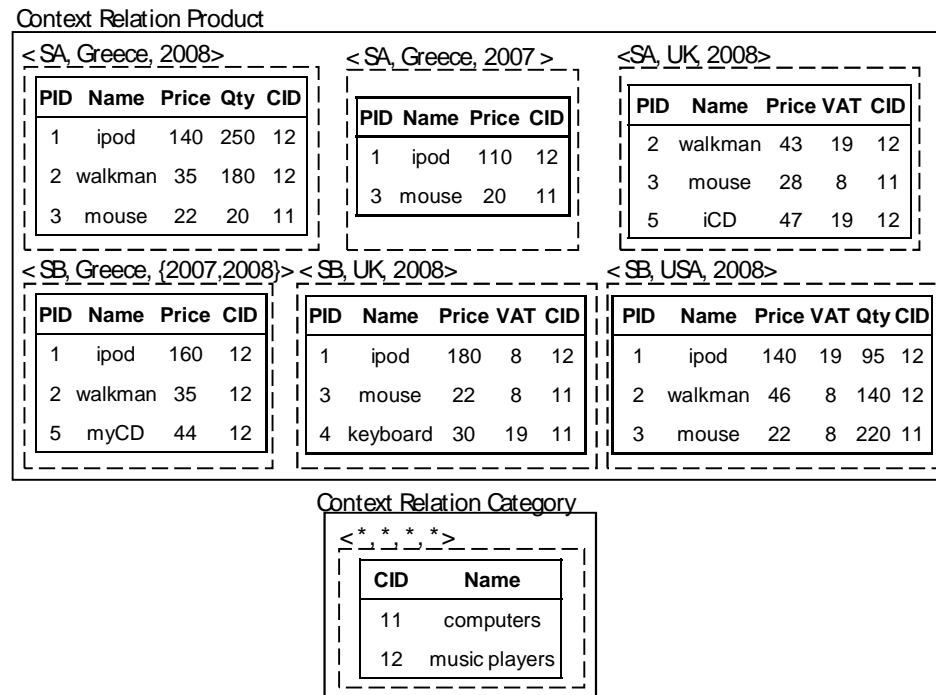 Context Relation Product
< SA, Greece, 2008>
PID Name Price Qty CID
1 ipod 140 250 12
2 walkman 35 180 12
3 mouse 22 20 11
< SA, Greece, 2007 >
PID Name Price CID
1 ipod 110 12
3 mouse 20 11
<SA, UK, 2008>
PID Name Price VAT CID
2 walkman 43 19 12
3 mouse 28 8 11
5 iCD 47 19 12
< SB, Greece, {2007,2008}>
PID Name Price CID
1 ipod 160 12
2 walkman 35 12
5 myCD 44 12
< SB, UK, 2008>
PID Name Price VAT CID
1 ipod 180 8 12
3 mouse 22 8 11
4 keyboard 30 19 11
< SB, USA, 2008>
PID Name Price VAT Qty CID
1 ipod 140 19 95 12
2 walkman 46 8 140 12
3 mouse 22 8 220 11
Context Relation Category
< *, *, *, * >
CID Name
11 computers
12 music players